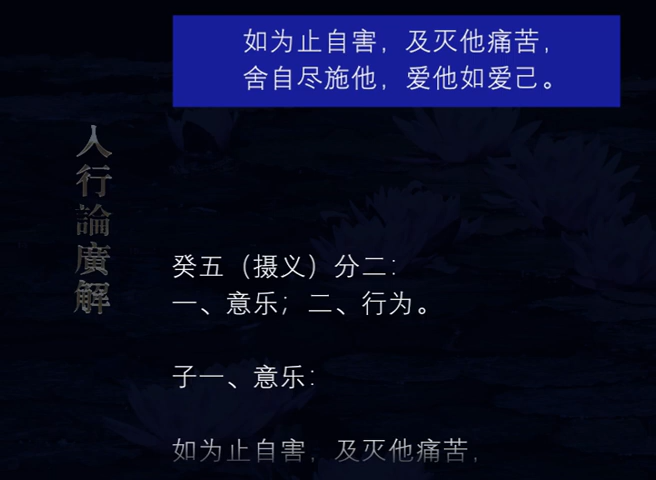 如为止自害，及灭他痛苦，
舍自尽施他，爱他如爱己。
入行論廣解
癸五（摄义）分二：
一、意乐；二、行为。
子一、意乐：
如为止自害，及灭他痛苦，